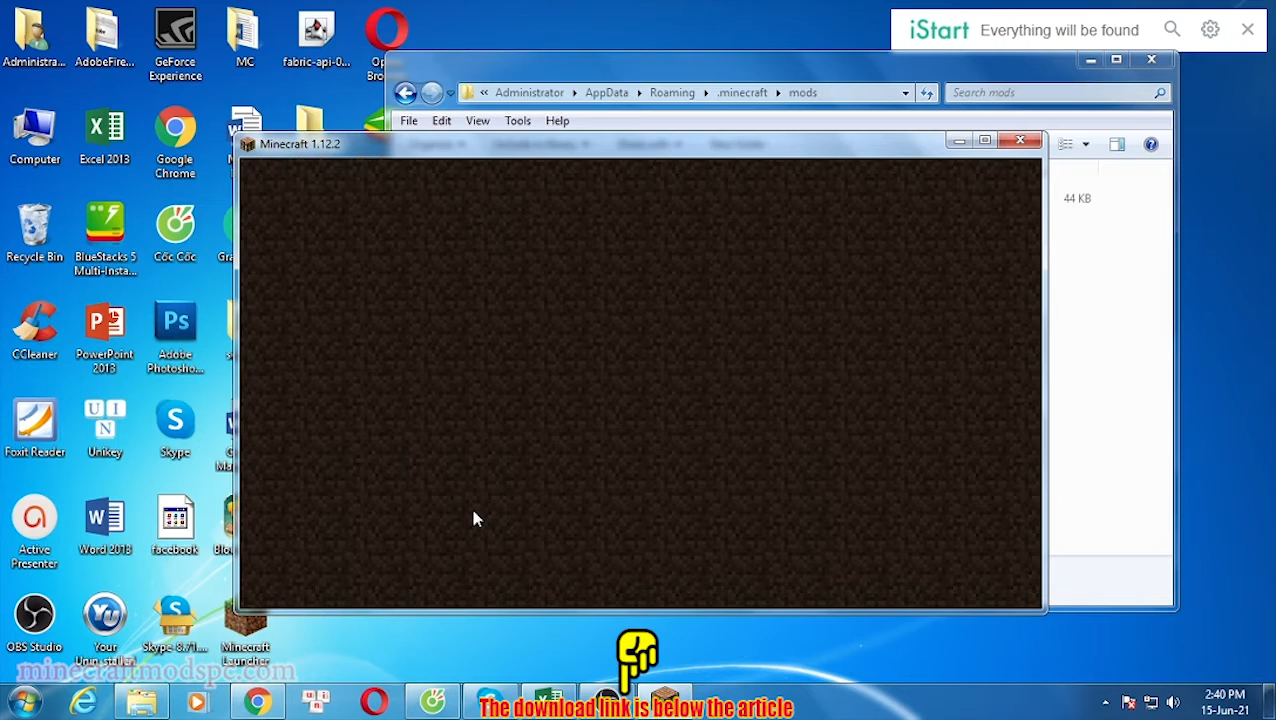 iStart Everything will be found
Administra...
AdobeFire...
GeForce
Experience
MC
fabric-api-0...
Administrator
AppData
Roaming
.minecraft
mods
Search mods
File
Edit
View
Tools
Help
Minecraft 1.12.2
44 KB
Computer
Excel 2013
Google
Chrome
Recycle Bin
BlueStacks 5
Multi-Insta...
Cốc Cốc
CCleaner
PowerPoint
2013
Adobe
Photosho...
Foxit Reader
Unikey
Skype
Active
Presenter
Word 2013
facebook
OBS Studio
Your
Unin_staller
Skype-8.71...
Minecraft
Launcher
minecraftmodspc.com
The download link is below the article
2:40 PM
15-Jun-21